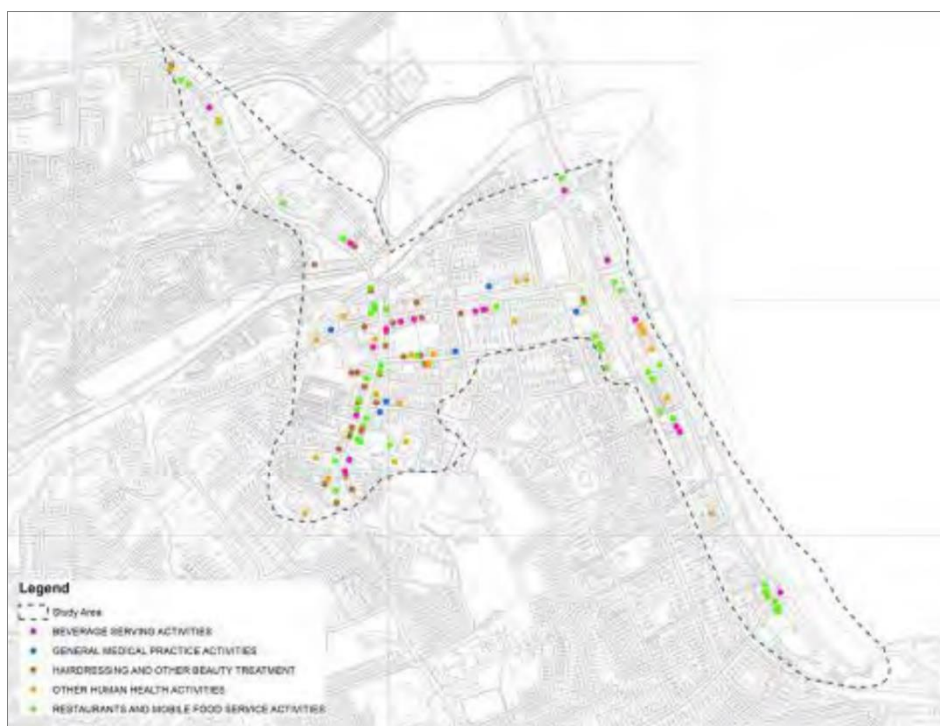 Legend
Study Area
BEVERAGE SERVING ACTIVITIES
GENERAL MEDICAL PRACTICE ACTIVITIES
HAIRDRESSING AND OTHER BEAUTY TREATMENT
OTHER HUMAN HEALTH ACTIVITIES
RESTAURANTS AND MOBILE FOOD SERVICE ACTIVITIES